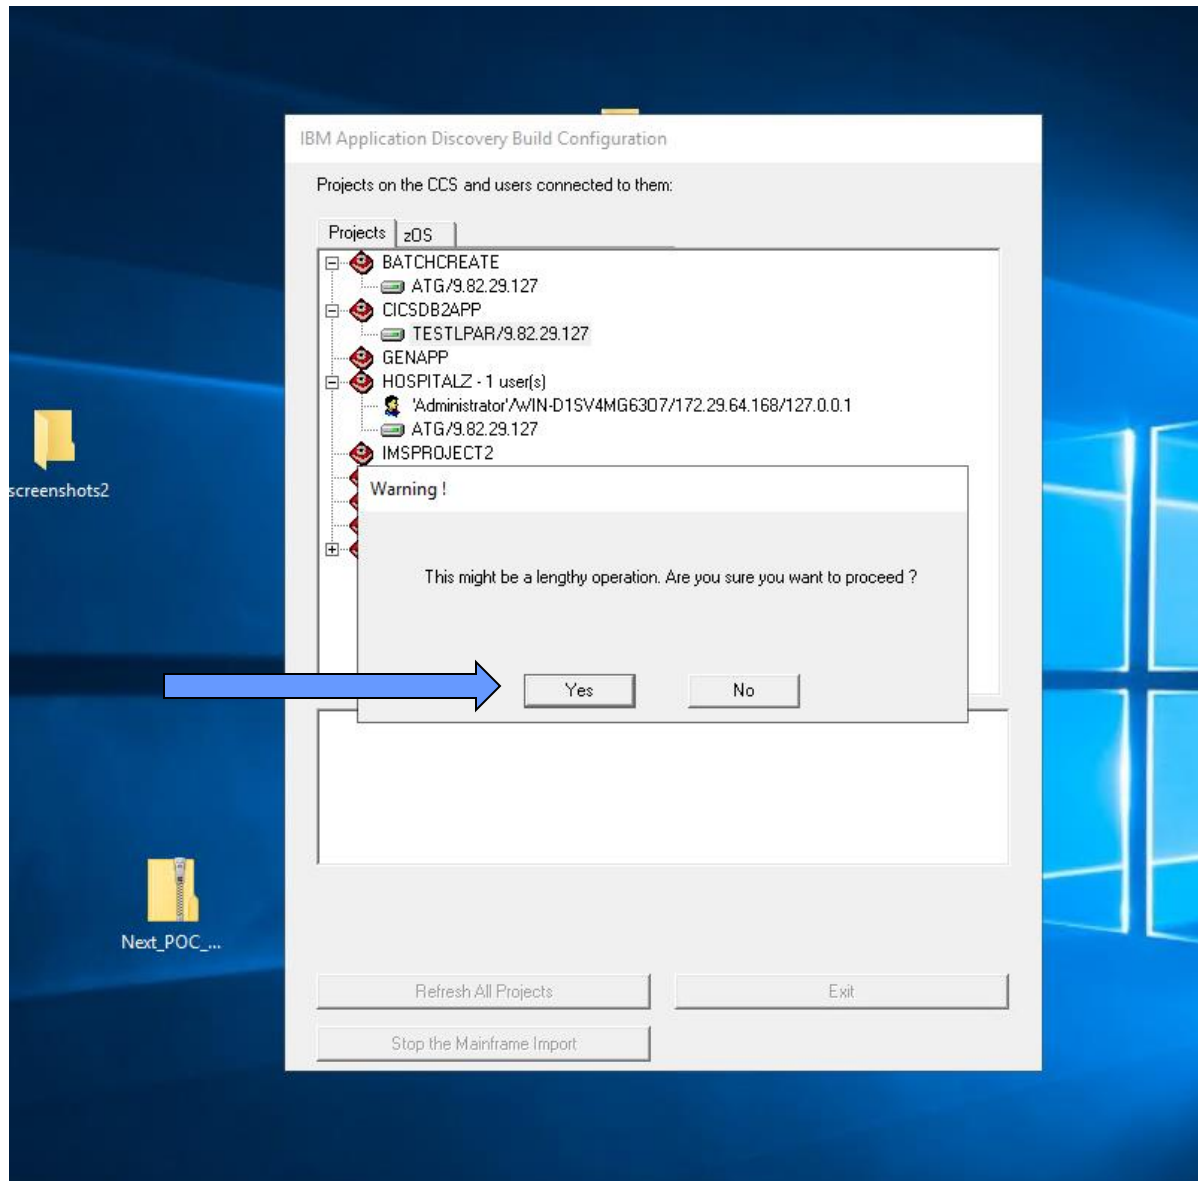 IBM Application Discovery Build Configuration
Projects on the CCS and users connected to them:
Projects zOS
BATCHCREATE
ATG/9.82.29.127
CICSDB2APP
TESTLPAR/9.82.29.127
GENAPP
HOSPITALZ - 1 user(s)
'Administrator'/WIN-D1SV4MG63O7/172.29.64.168/127.0.0.1
ATG/9.82.29.127
IMSPROJECT2
screenshots2
Warning !
This might be a lengthy operation. Are you sure you want to proceed ?
Yes No
Next_POC_...
Refresh All Projects Exit
Stop the Mainframe Import